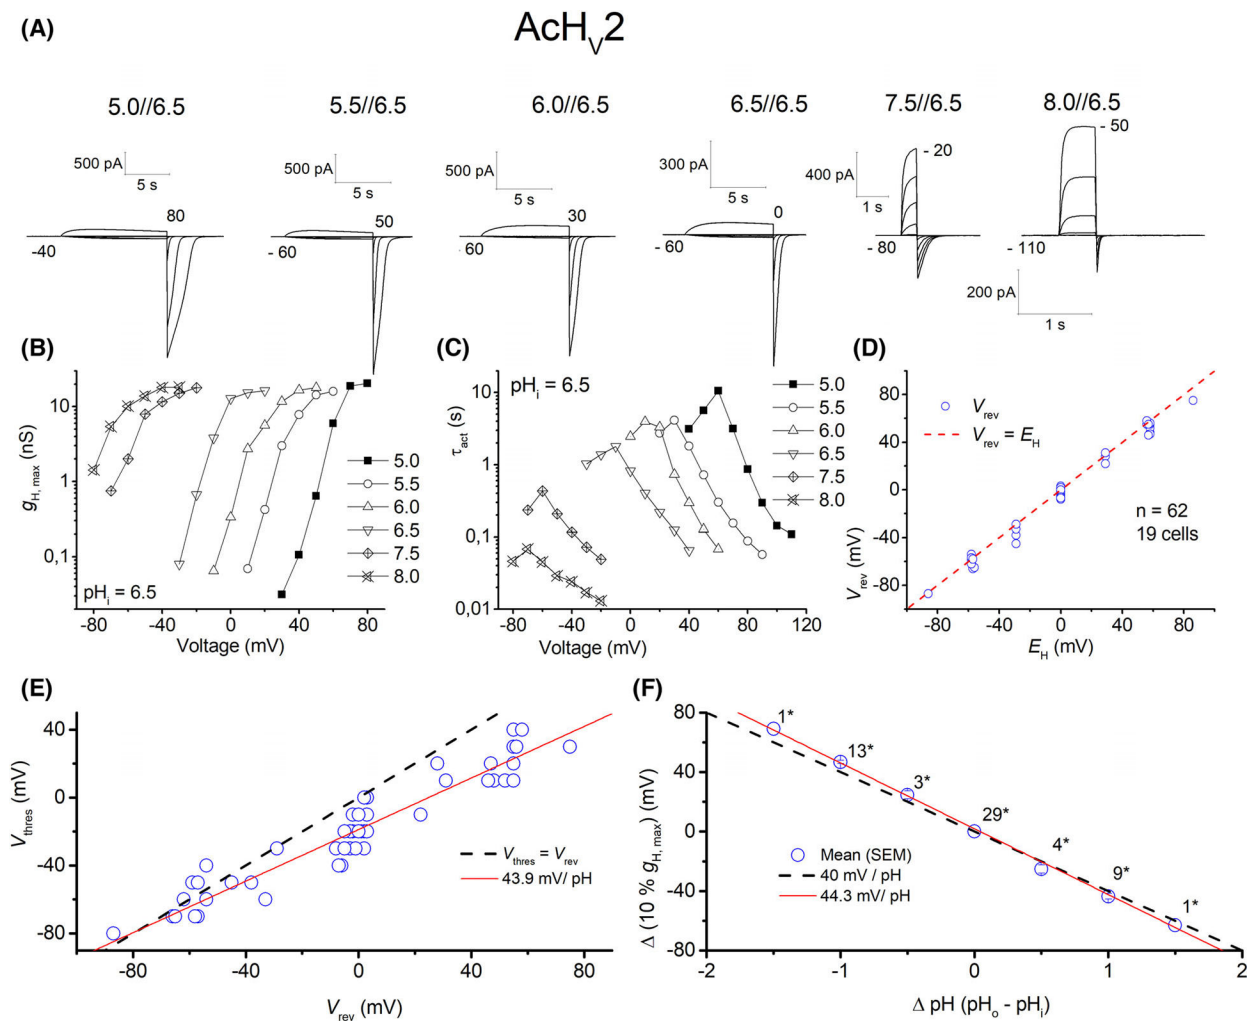 (A)
AcHV2
5.0//6.5
5.5//6.5
6.0//6.5
6.5//6.5
7.5//6.5
8.0//6.5
500 pA
5 s
80
-40
500 pA
5 s
50
- 60
500 pA
5 s
30
- 60
300 pA
5 s
0
- 60
400 pA
1 s
- 20
- 80
- 50
- 110
200 pA
1 s
(B)
gH, max (nS)
10
1
0,1
5.0
5.5
6.0
6.5
7.5
8.0
pHi = 6.5
-80
-40
0
40
80
Voltage (mV)
(C)
pHi = 6.5
τact (s)
10
1
0,1
0,01
5.0
5.5
6.0
6.5
7.5
8.0
-80
-40
0
40
80
120
Voltage (mV)
(D)
Vrev
Vrev = EH
n = 62
19 cells
Vrev (mV)
80
40
0
-40
-80
-80
-40
0
40
80
EH (mV)
(E)
Vthres (mV)
40
0
-40
-80
Vthres = Vrev
43.9 mV/ pH
-80
-40
0
40
80
Vrev (mV)
(F)
Δ (10 % gH, max) (mV)
80
40
0
-40
-80
1*
13*
3*
29*
4*
9*
1*
Mean (SEM)
40 mV / pH
44.3 mV/ pH
-2
-1
0
1
2
Δ pH (pHo - pHi)